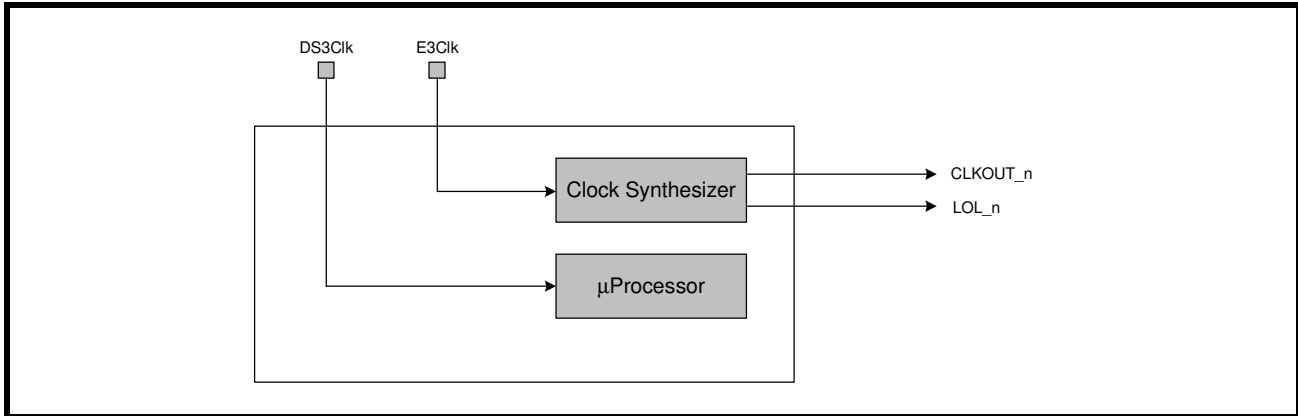 DS3Clk
E3Clk
Clock Synthesizer
CLKOUT_n
LOL_n
μProcessor